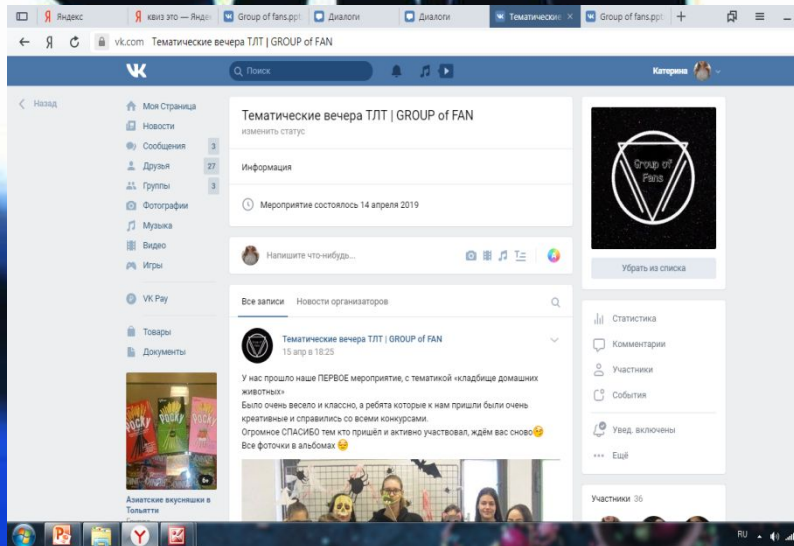 Яндекс
квиз это — Янде
Group of fans.ppt
Диалоги
Диалоги
Тематические
Group of fans.ppt
vk.com Тематические вечера ТЛТ | GROUP of FAN
Поиск
Катерина
Назад
Моя Страница
Новости
Сообщения 3
Друзья 27
Группы 3
Фотографии
Музыка
Видео
Игры
VK Pay
Товары
Документы
POCKY
POCKY
6+
Азиатские вкусняшки в
Тольятти
Тематические вечера ТЛТ | GROUP of FAN
изменить статус
Информация
Мероприятие состоялось 14 апреля 2019
Напишите что-нибудь...
Все записи Новости организаторов
Тематические вечера ТЛТ | GROUP of FAN
15 апр в 18:25
У нас прошло наше ПЕРВОЕ мероприятие, с тематикой «кладбище домашних
животных»
Было очень весело и классно, а ребята которые к нам пришли были очень
креативные и справились со всеми конкурсами.
Огромное СПАСИБО тем кто пришёл и активно участвовал, ждём вас сново
Все фоточки в альбомах
Group of
Fans
Убрать из списка
Статистика
Комментарии
Участники
События
Увед. включены
Ещё
Участники 36
RU